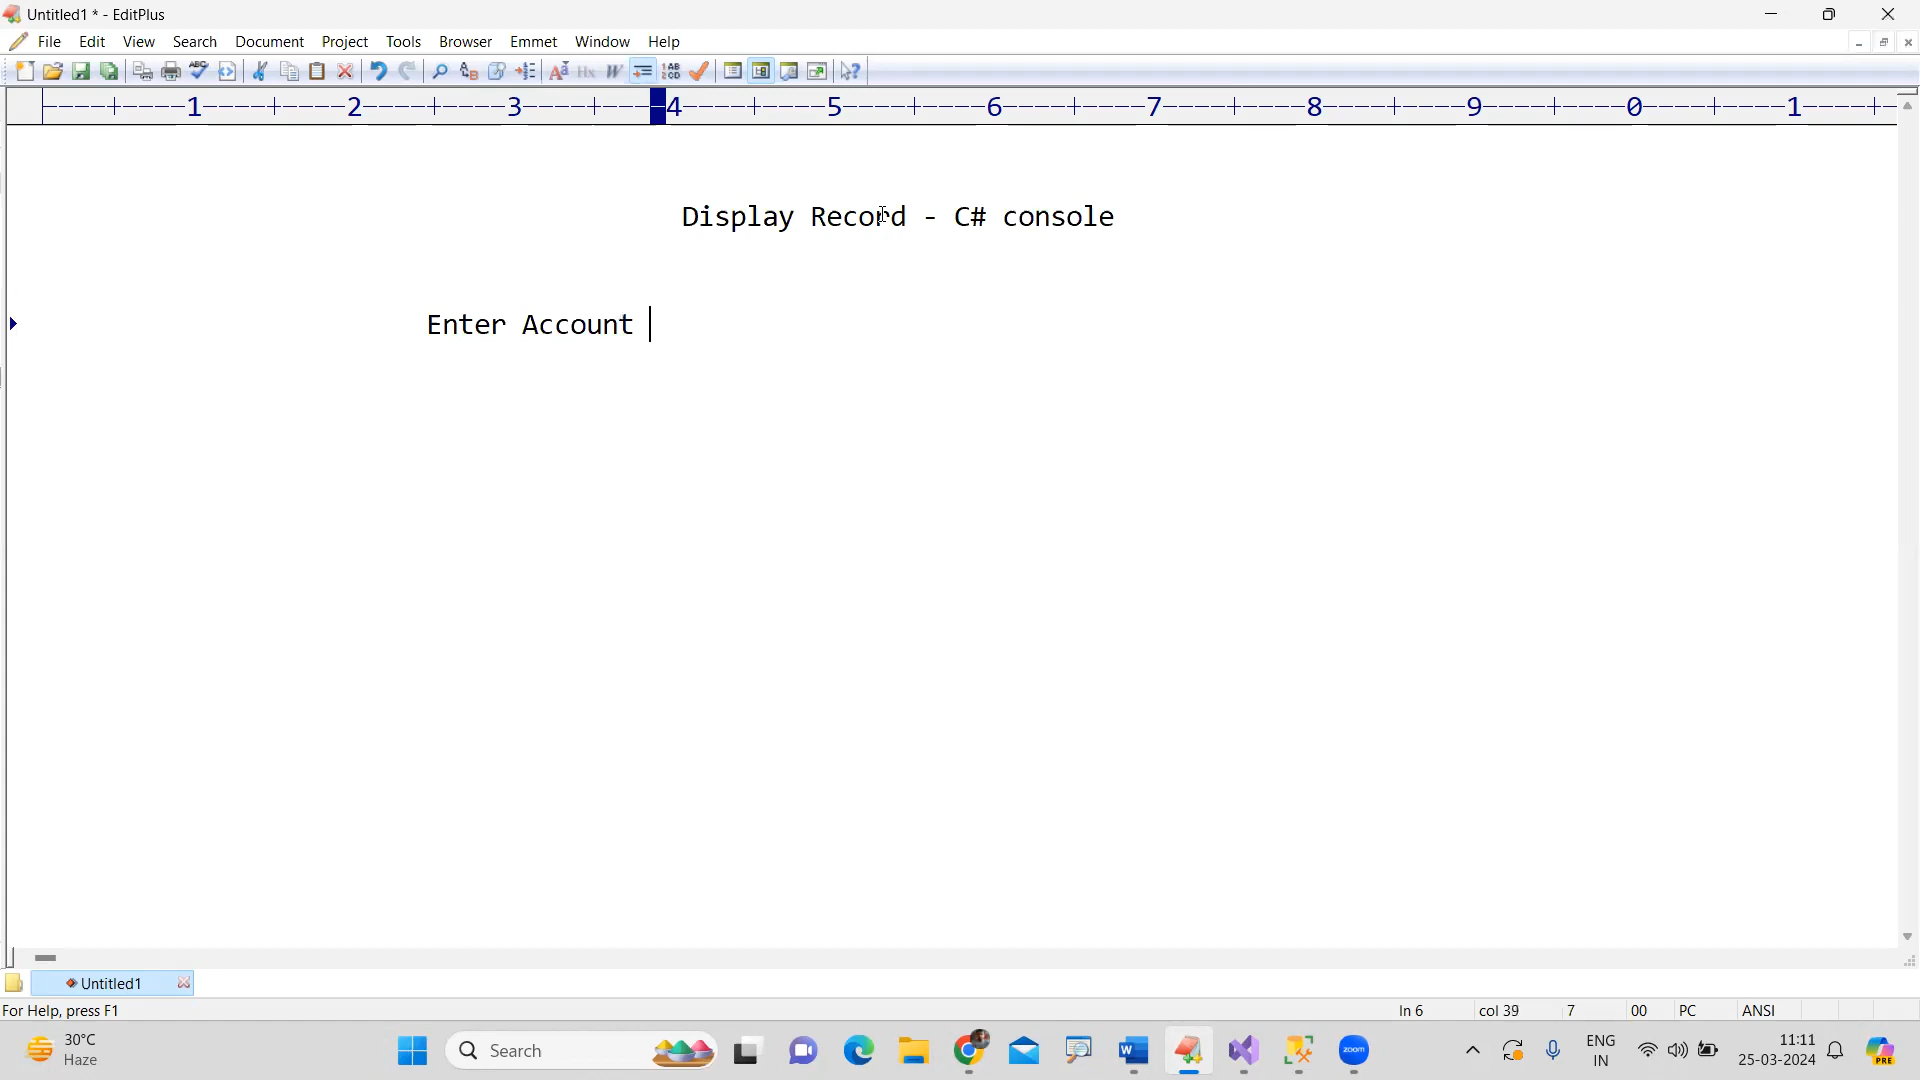 Untitled1 * - EditPlus
File Edit View Search Document Project Tools Browser Emmet Window Help
----+----1----+----2----+----3----+----4----+----5----+----6----+----7----+----8----+----9----+----0----+----1----+--
Display Record - C# console
Enter Account
Untitled1
For Help, press F1 ln 6 col 39 7 00 PC ANSI
30°C
Haze
Search
zoom
ENG
IN
11:11
25-03-2024
PRE